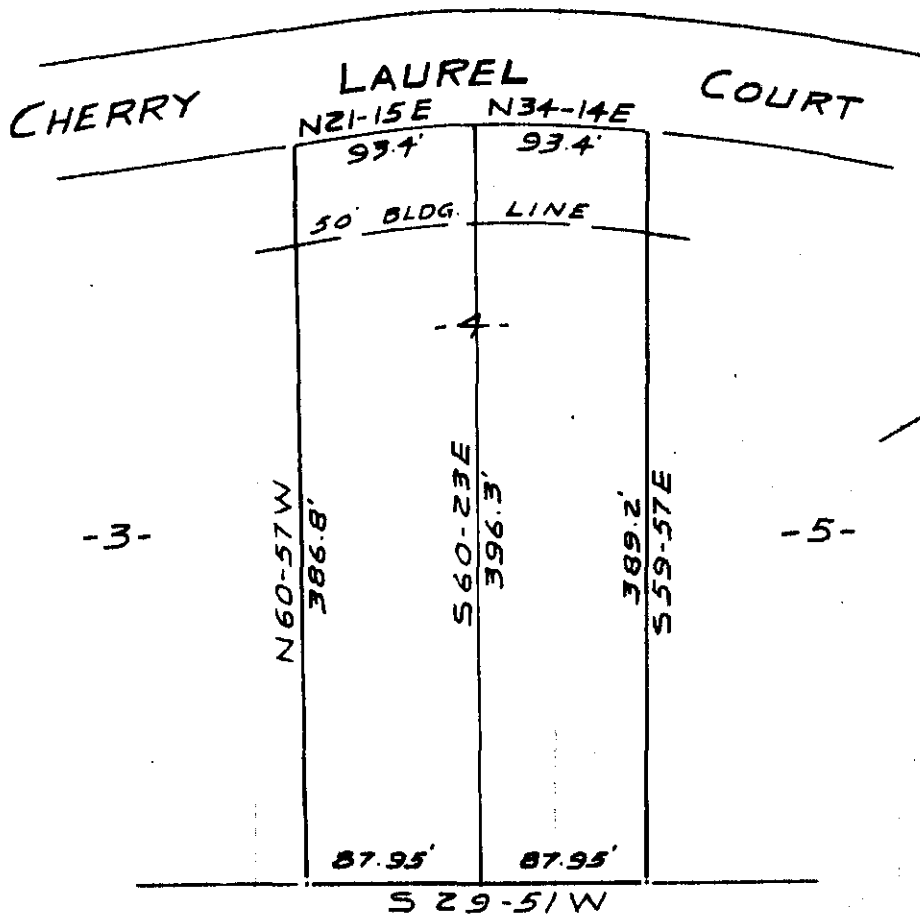 CHERRY LAUREL COURT
N21-15E N34-14E
93.4' 93.4'
50' BLDG. LINE
-4-
-3-
N60-57W
386.8'
S60-23E
396.3'
389.2'
S59-57E
-5-
87.95' 87.95'
S 29-51 W